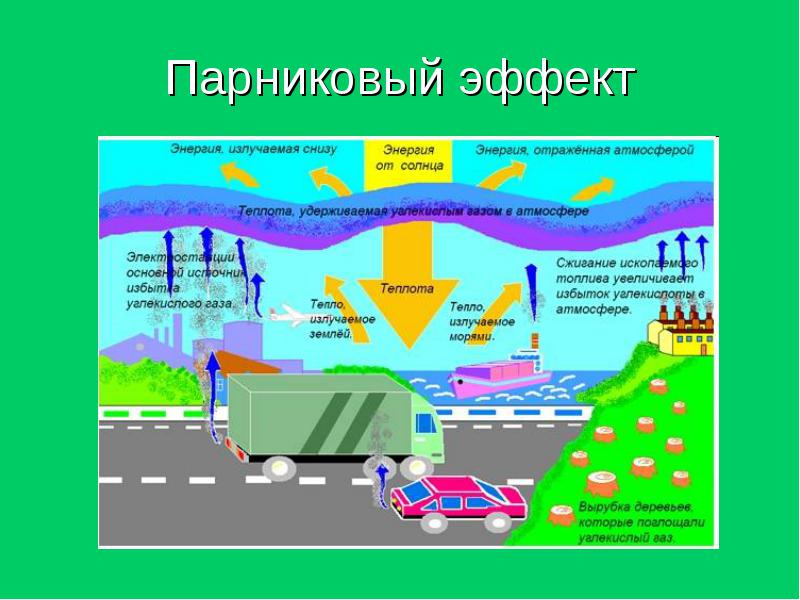 Парниковый эффект
Энергия, излучаемая снизу
Энергия
от солнца
Энергия, отражённая атмосферой
Теплота, удерживаемая углекислым газом в атмосфере
Электростанции -
основной источник
избытка
углекислого газа.
Теплота
Тепло,
излучаемое
землёй.
Тепло,
излучаемое
морями.
Сжигание ископаемого
топлива увеличивает
избыток углекислоты в
атмосфере.
Вырубка деревьев,
которые поглощали
углекислый газ.